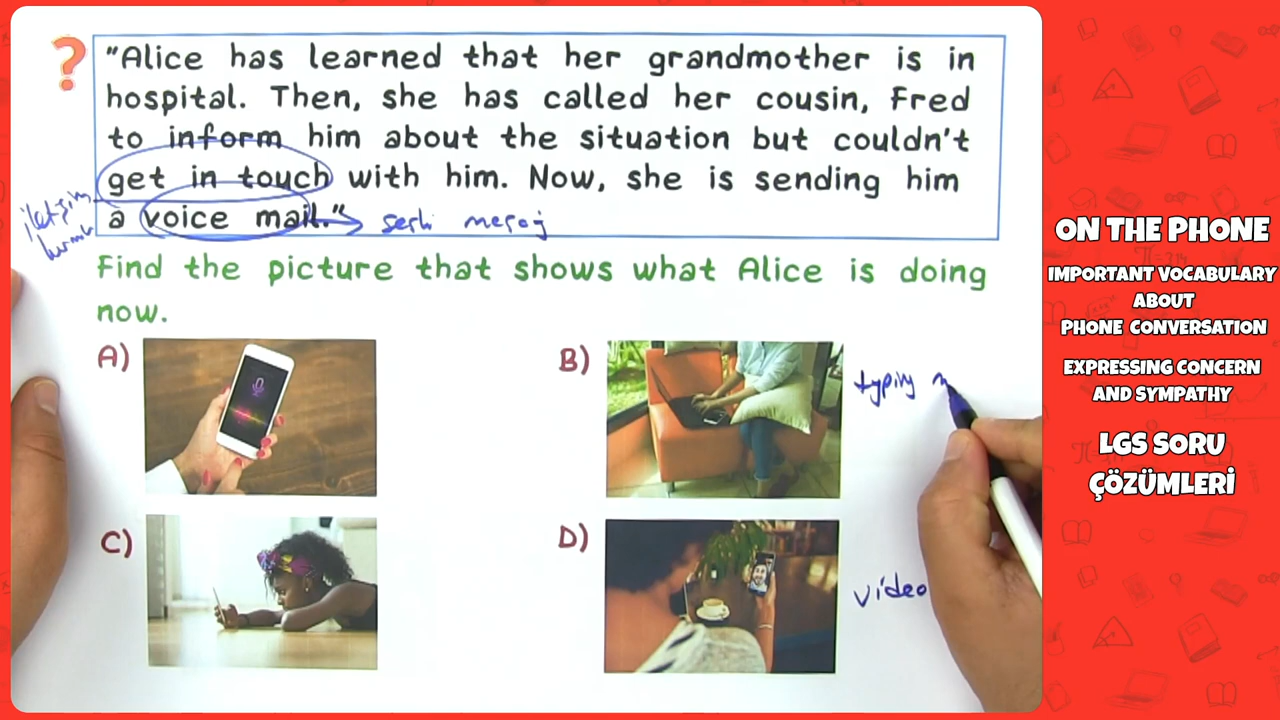 ?
"Alice has learned that her grandmother is in
hospital. Then, she has called her cousin, Fred
to inform him about the situation but couldn't
get in touch with him. Now, she is sending him
a voice mail."
sesli mesaj
Find the picture that shows what Alice is doing
now.
A)
B)
typing
C)
D)
video
ON THE PHONE
IMPORTANT VOCABULARY
ABOUT
PHONE CONVERSATION
EXPRESSING CONCERN
AND SYMPATHY
LGS SORU
ÇÖZÜMLERİ